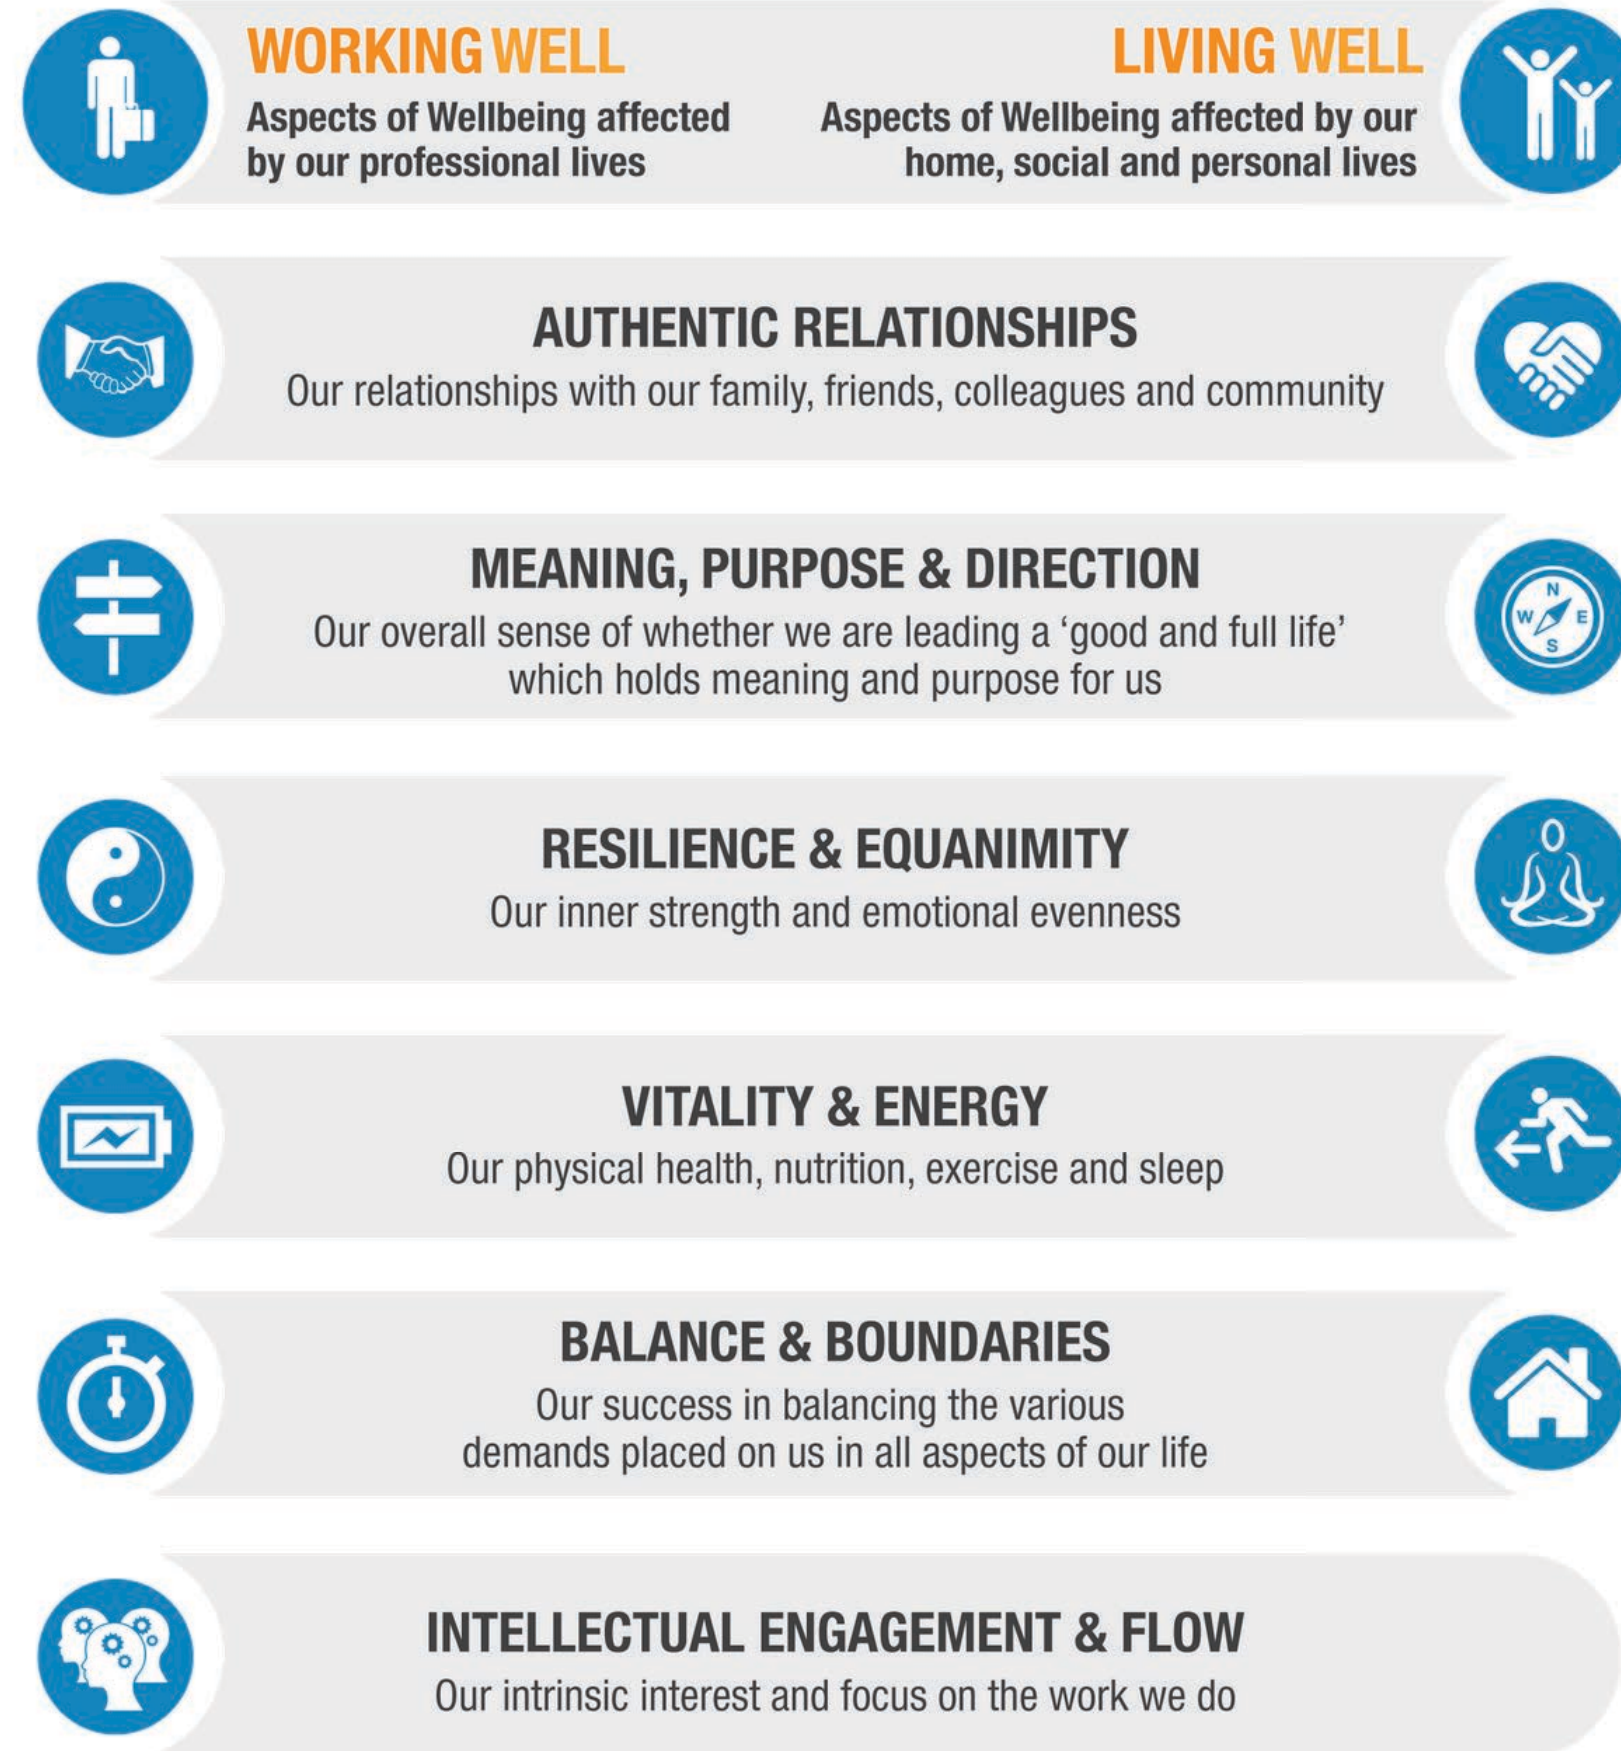 WORKING WELL
Aspects of Wellbeing affected
by our professional lives
LIVING WELL
Aspects of Wellbeing affected by our
home, social and personal lives
AUTHENTIC RELATIONSHIPS
Our relationships with our family, friends, colleagues and community
MEANING, PURPOSE & DIRECTION
Our overall sense of whether we are leading a ‘good and full life’
which holds meaning and purpose for us
N
W E
S
RESILIENCE & EQUANIMITY
Our inner strength and emotional evenness
VITALITY & ENERGY
Our physical health, nutrition, exercise and sleep
BALANCE & BOUNDARIES
Our success in balancing the various
demands placed on us in all aspects of our life
INTELLECTUAL ENGAGEMENT & FLOW
Our intrinsic interest and focus on the work we do